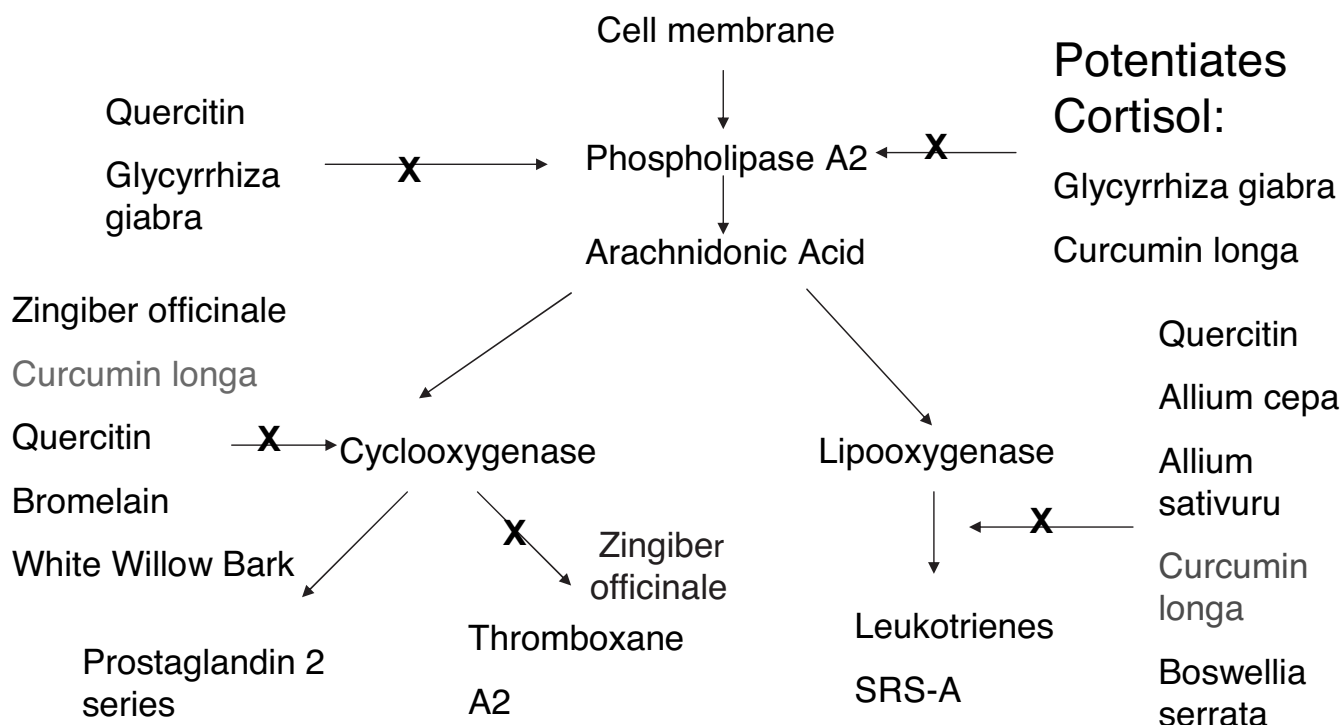 Cell membrane
Potentiates
Cortisol:
Quercitin
Glycyrrhiza
giabra
X
Phospholipase A2
X
Glycyrrhiza giabra
Curcumin longa
Arachnidonic Acid
Zingiber officinale
Curcumin longa
Quercitin
Bromelain
White Willow Bark
X
Cyclooxygenase
Lipooxygenase
Quercitin
Allium cepa
Allium
sativuru
Curcumin
longa
Boswellia
serrata
X
X
Zingiber
officinale
Prostaglandin 2
series
Thromboxane
A2
Leukotrienes
SRS-A